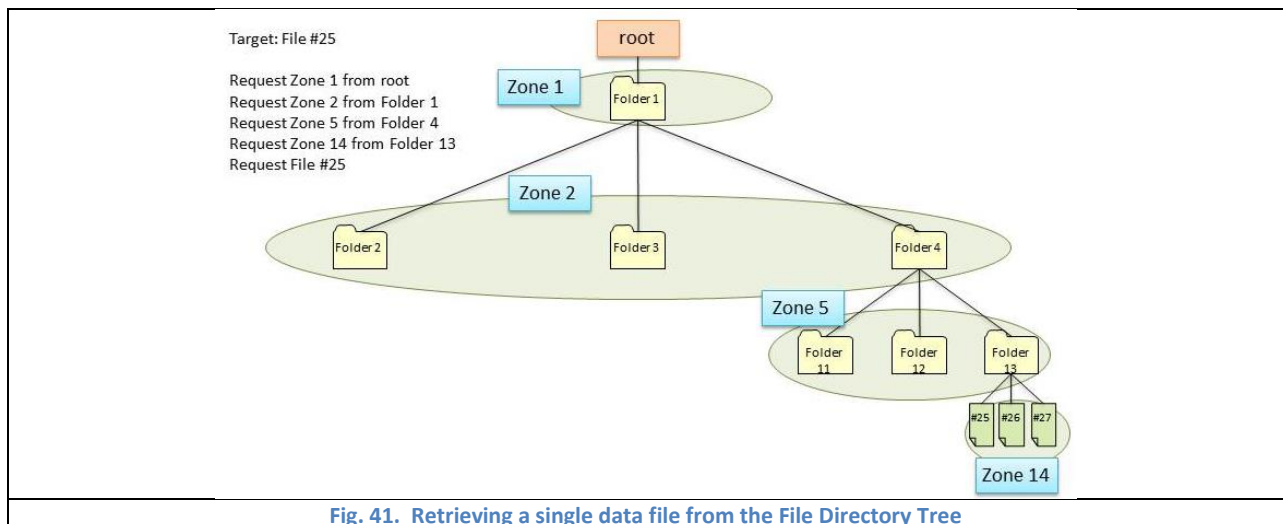 Target: File #25
Request Zone 1 from root
Request Zone 2 from Folder 1
Request Zone 5 from Folder 4
Request Zone 14 from Folder 13
Request File #25
root
Zone 1
Folder 1
Zone 2
Folder 2
Folder 3
Folder 4
Zone 5
Folder
11
Folder
12
Folder
13
#25
#26
#27
Zone 14
Fig. 41. Retrieving a single data file from the File Directory Tree